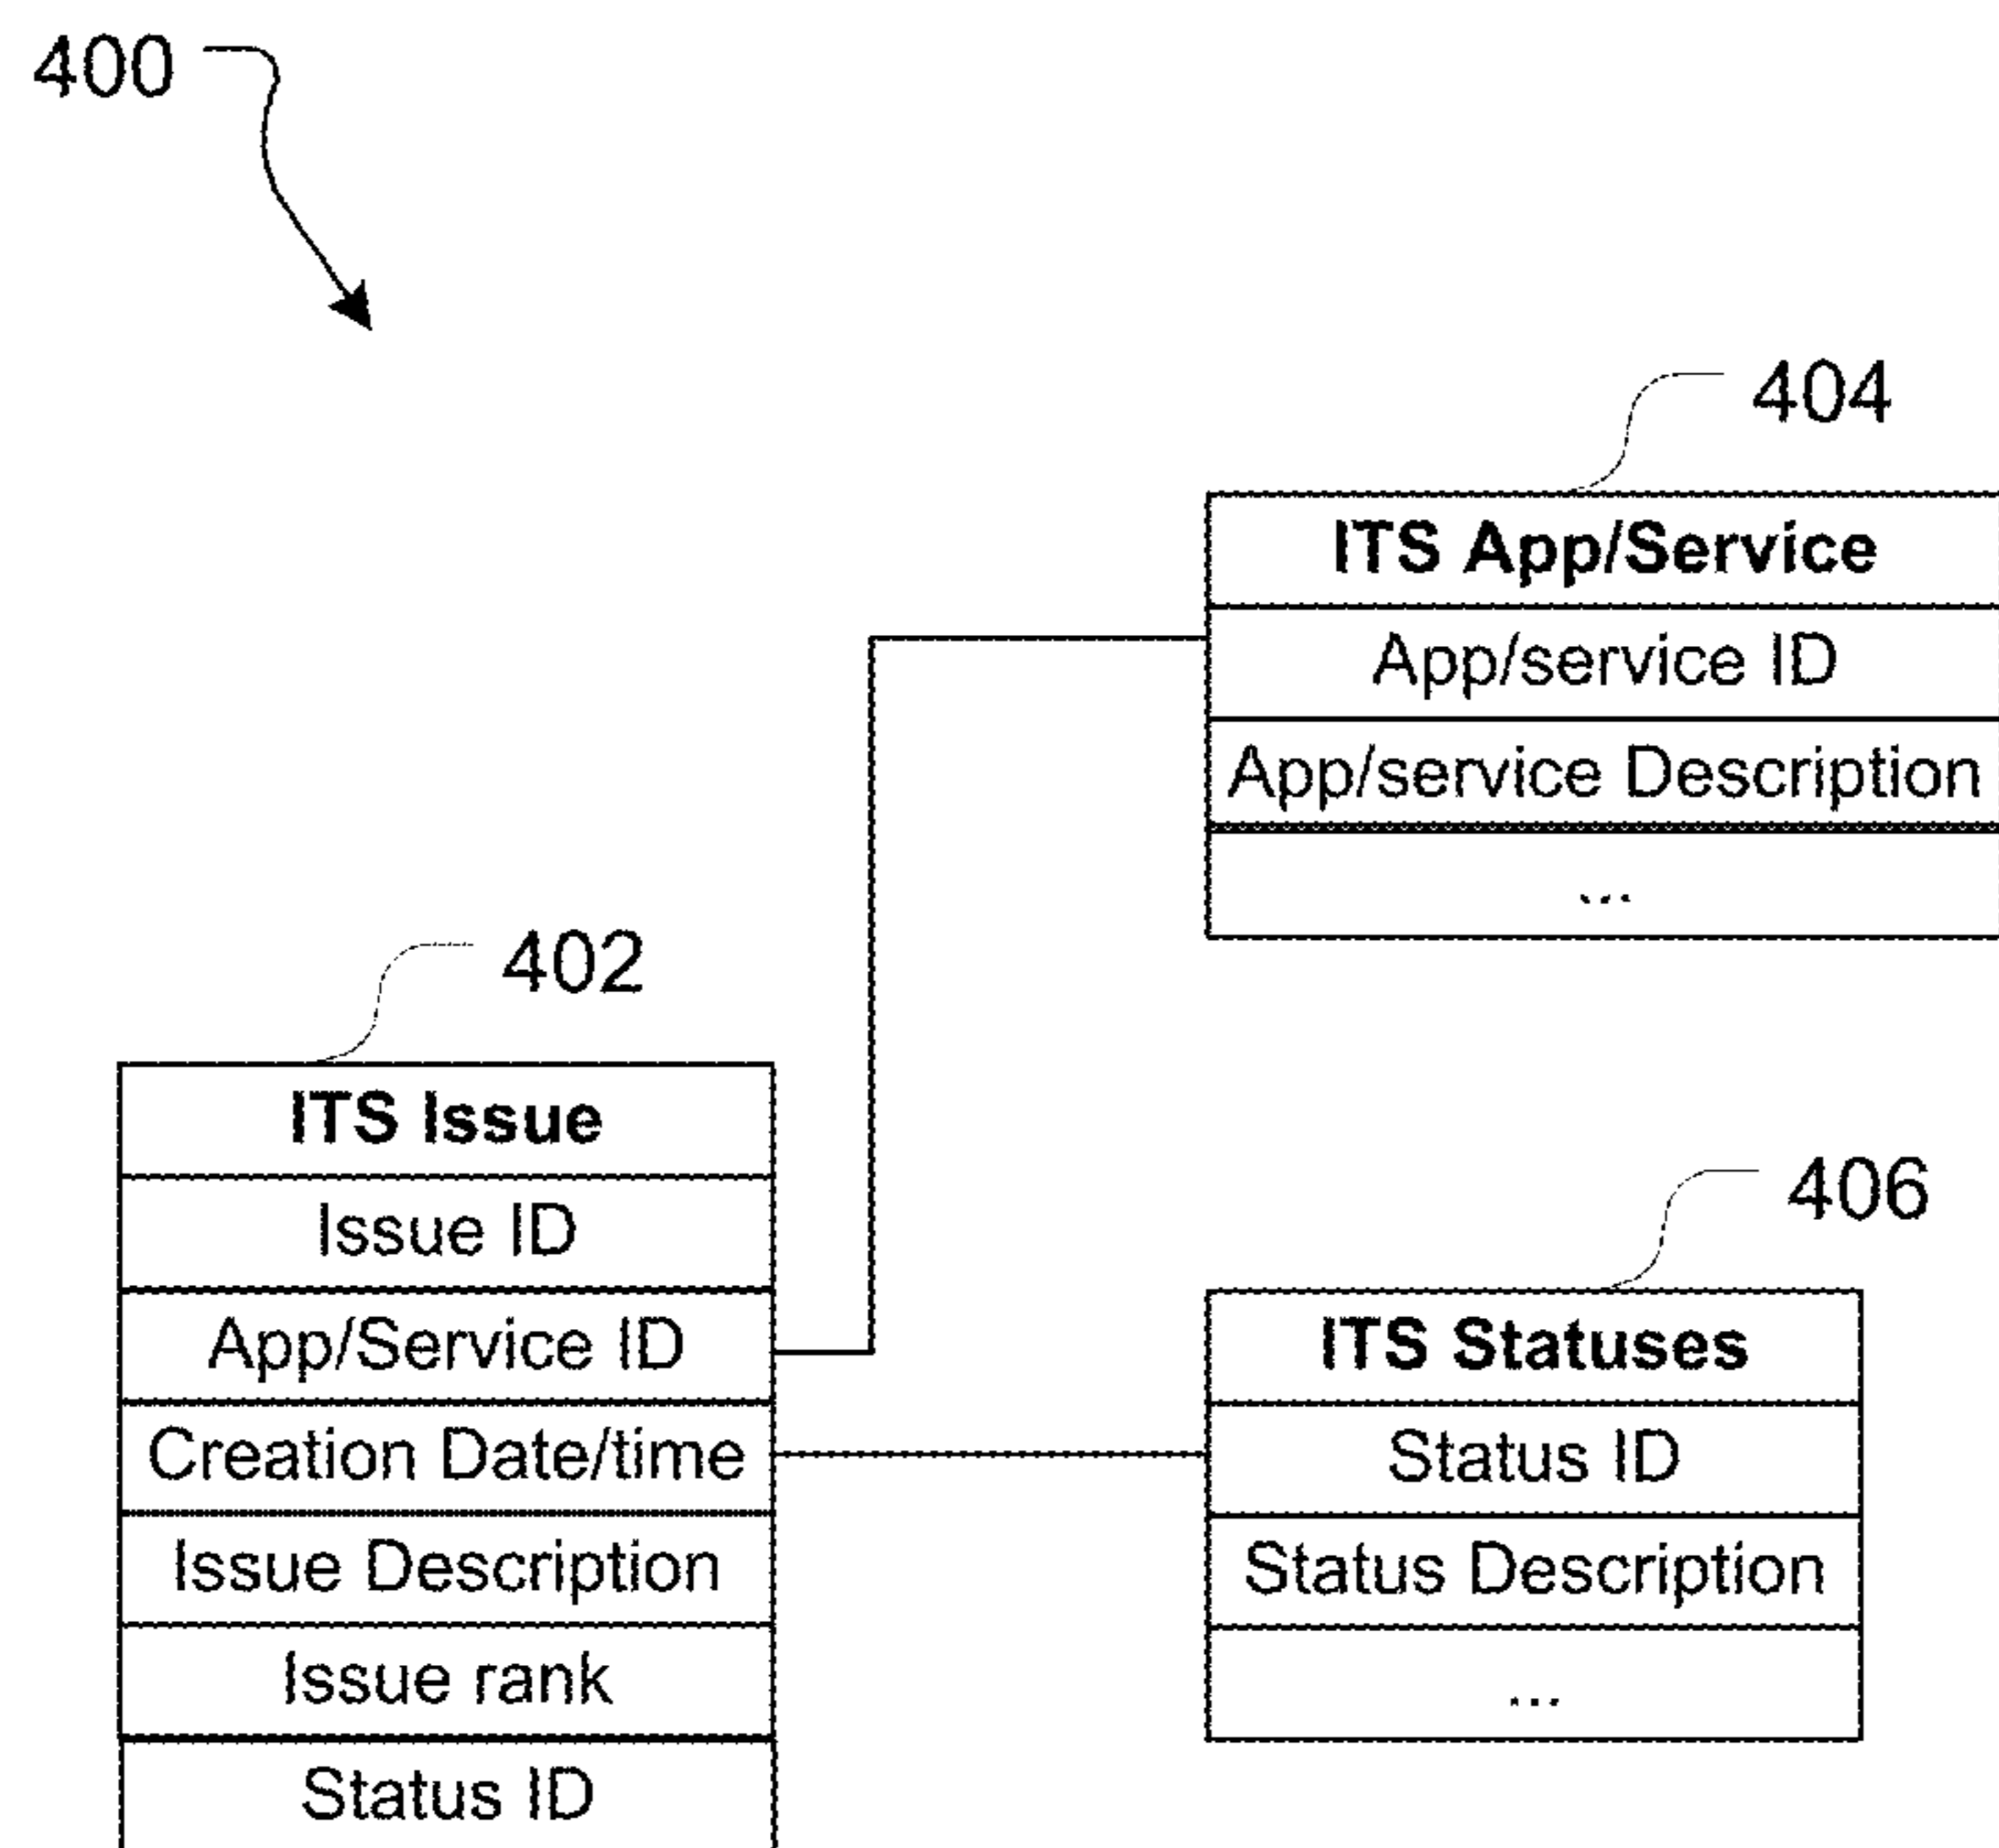 400
404
ITS App/Service
App/service ID
App/service Description
...
402
ITS Issue
Issue ID
App/Service ID
Creation Date/time
Issue Description
Issue rank
Status ID
406
ITS Statuses
Status ID
Status Description
...